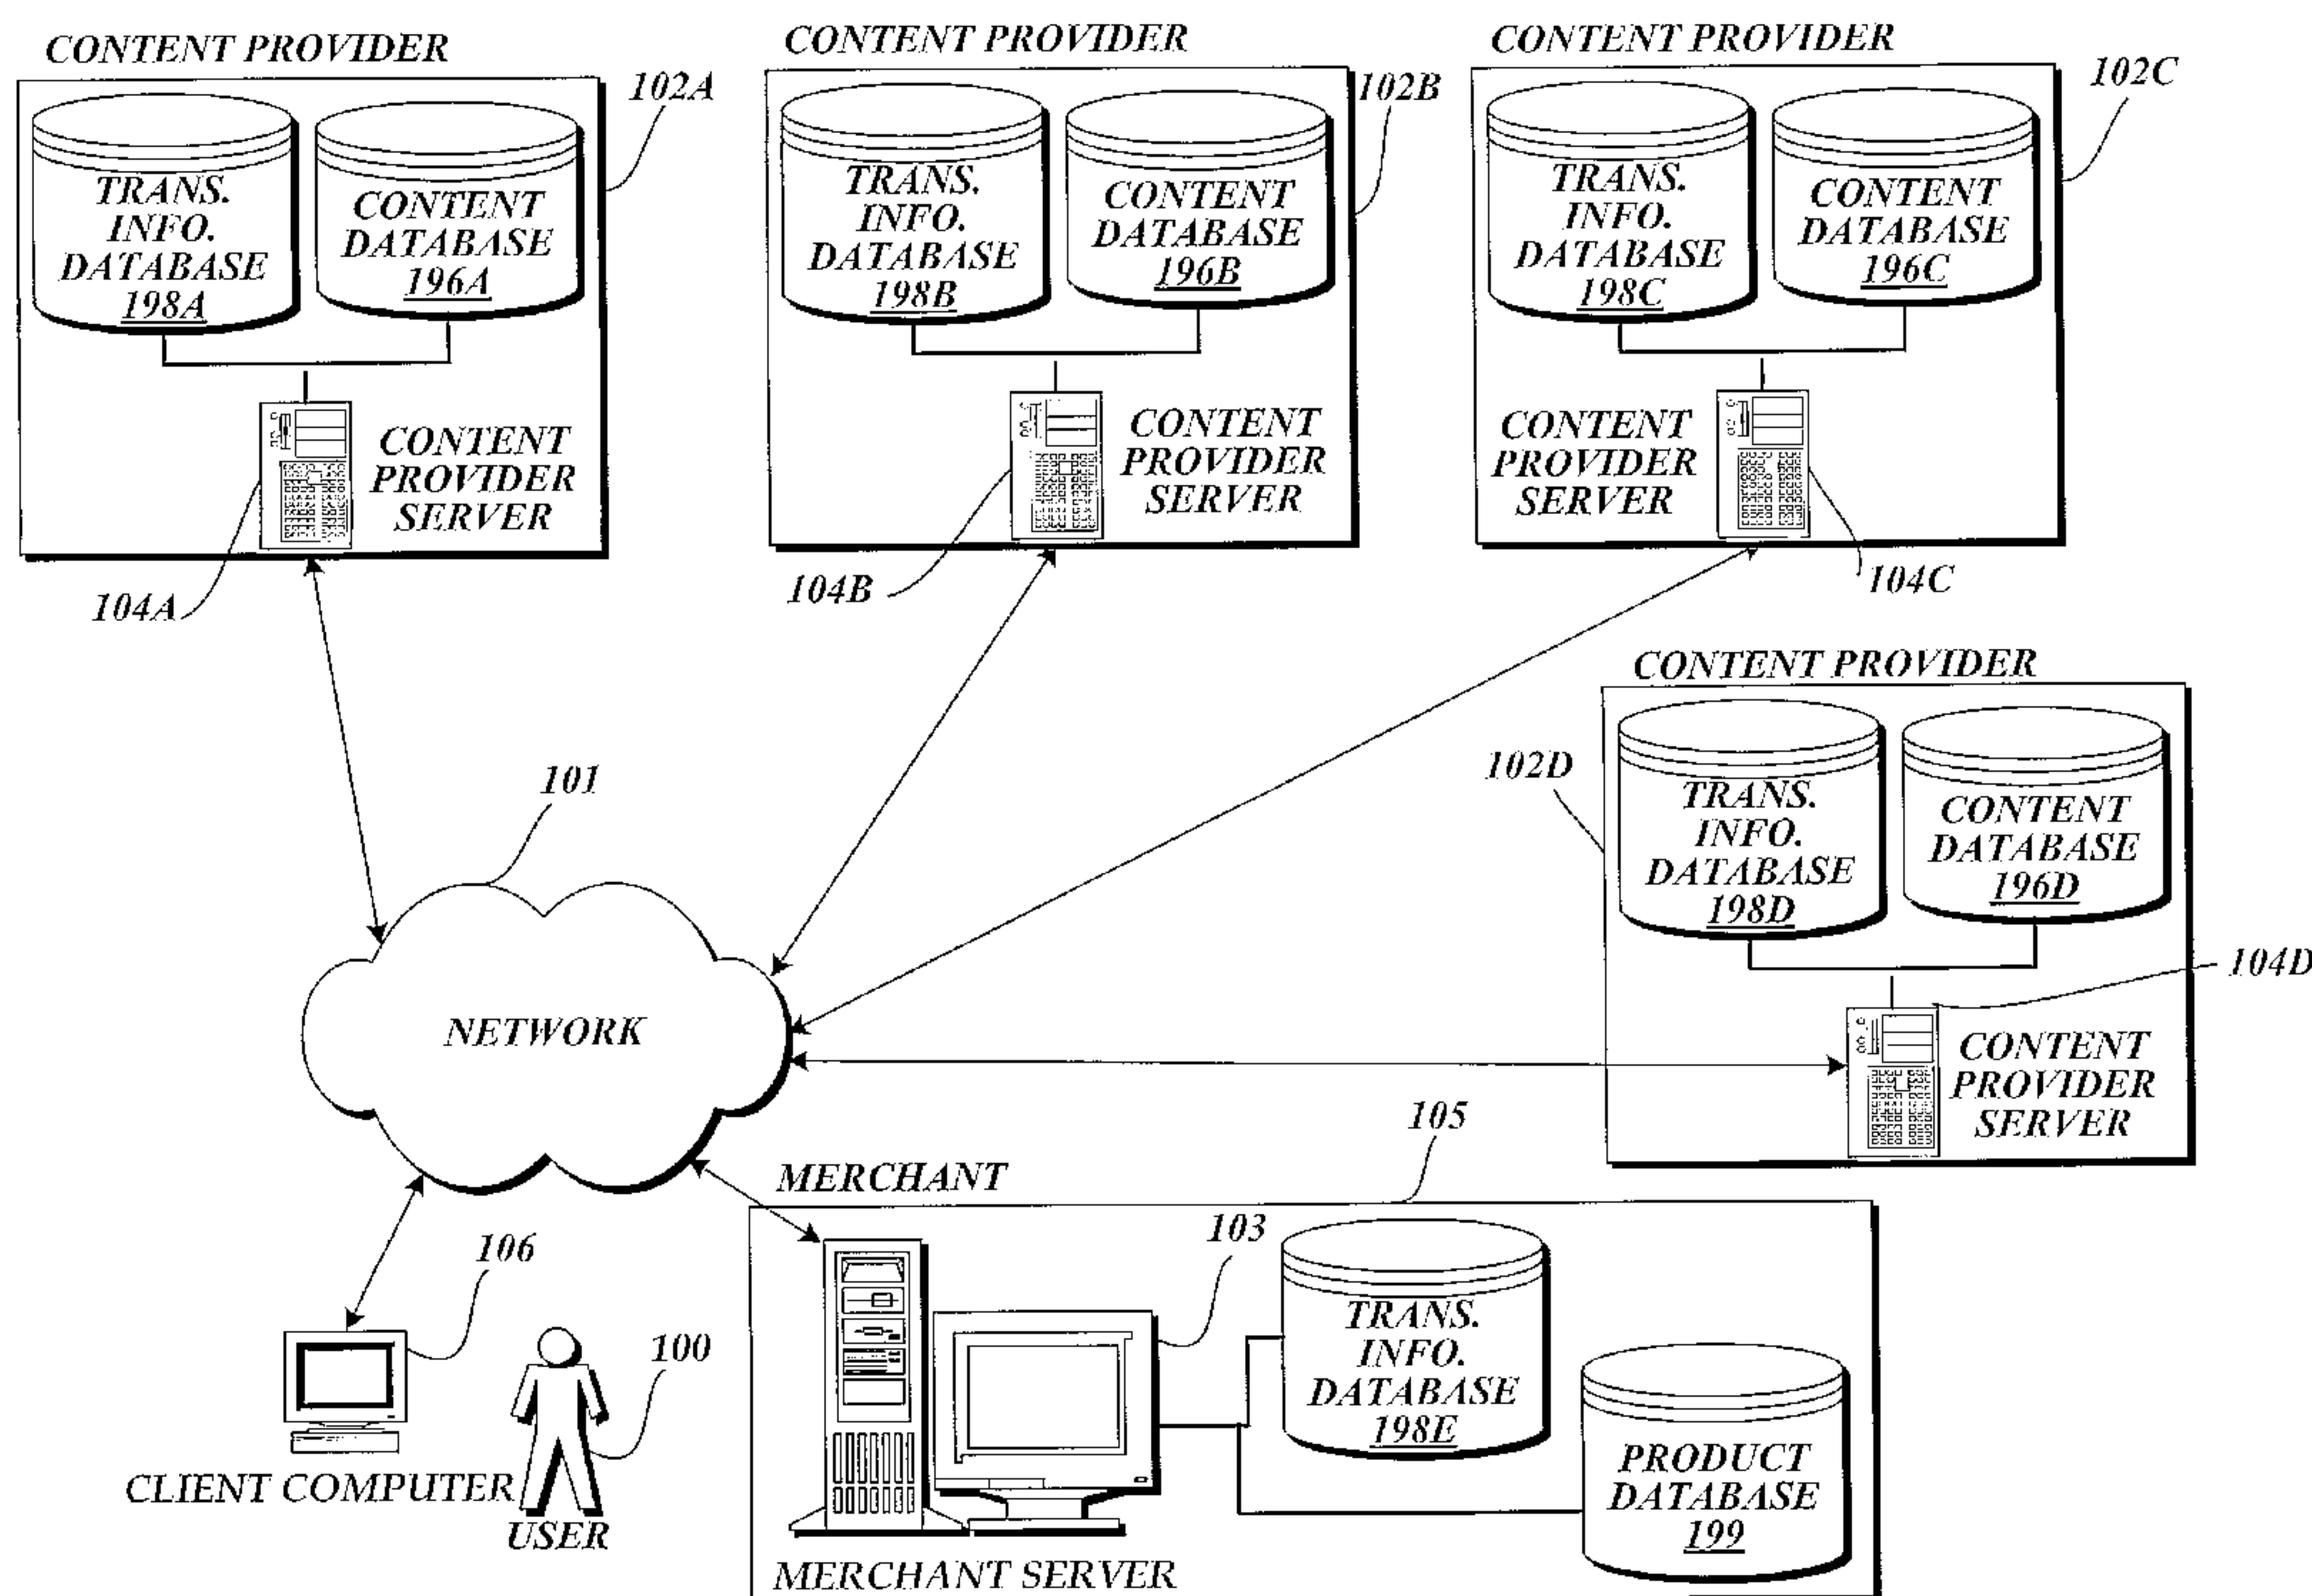 CONTENT PROVIDER
102A
TRANS.
INFO.
DATABASE
198A
CONTENT
DATABASE
196A
CONTENT
PROVIDER
SERVER
104A
CONTENT PROVIDER
102B
TRANS.
INFO.
DATABASE
198B
CONTENT
DATABASE
196B
CONTENT
PROVIDER
SERVER
104B
CONTENT PROVIDER
102C
TRANS.
INFO.
DATABASE
198C
CONTENT
DATABASE
196C
CONTENT
PROVIDER
SERVER
104C
CONTENT PROVIDER
102D
TRANS.
INFO.
DATABASE
198D
CONTENT
DATABASE
196D
104D
CONTENT
PROVIDER
SERVER
101
NETWORK
105
MERCHANT
103
TRANS.
INFO.
DATABASE
198E
PRODUCT
DATABASE
199
MERCHANT SERVER
106
100
CLIENT COMPUTER
USER